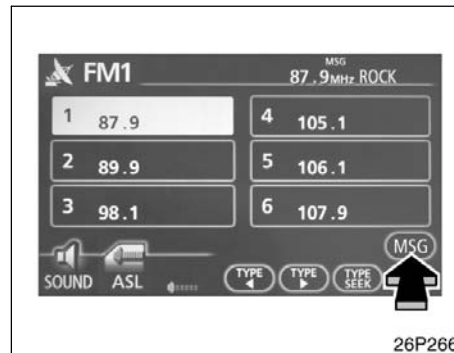 FM1
MSG
87.9MHz ROCK
1 87.9
4 105.1
2 89.9
5 106.1
3 98.1
6 107.9
MSG
SOUND ASL
TYPE
TYPE
TYPE SEEK
26P266